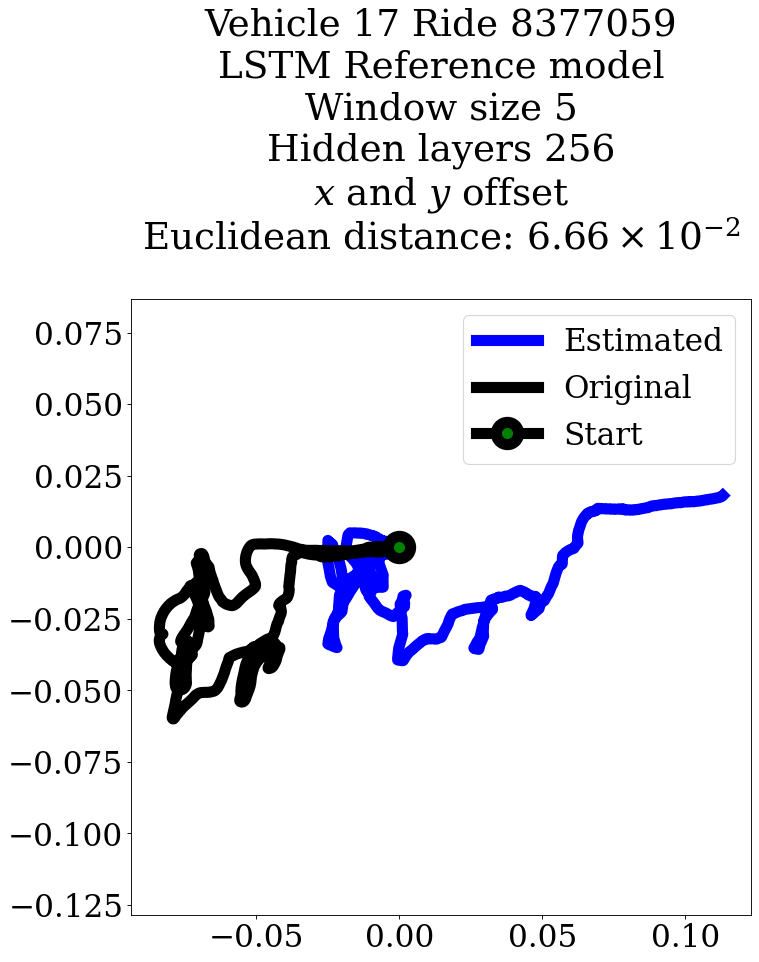 Vehicle 17 Ride 8377059
LSTM Reference model
Window size 5
Hidden layers 256
x and y offset
Euclidean distance: 6.66 × 10⁻²
Estimated
Original
Start
0.075
0.050
0.025
0.000
−0.025
−0.050
−0.075
−0.100
−0.125
−0.05 0.00 0.05 0.10